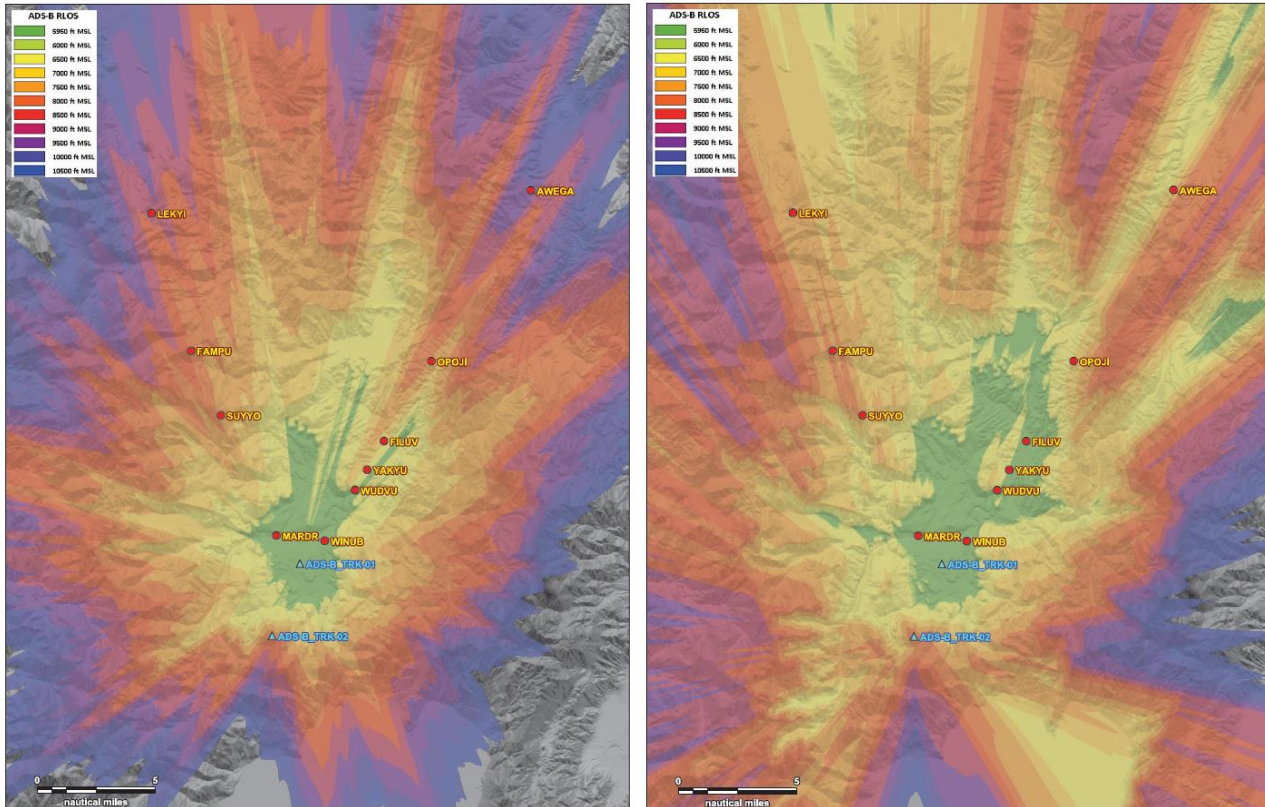 ADS-B RLOS
5950 ft MSL
6000 ft MSL
6500 ft MSL
7000 ft MSL
7500 ft MSL
8000 ft MSL
8500 ft MSL
9000 ft MSL
9500 ft MSL
10000 ft MSL
10500 ft MSL
AWEGA
LEKYI
FAMPU
OPOJI
SUYYO
FILUV
YAKYU
WUDVU
MARDR
WINUB
ADS-B_TRK-01
ADS-B_TRK-02
0 5
nautical miles
ADS-B RLOS
5950 ft MSL
6000 ft MSL
6500 ft MSL
7000 ft MSL
7500 ft MSL
8000 ft MSL
8500 ft MSL
9000 ft MSL
9500 ft MSL
10000 ft MSL
10500 ft MSL
AWEGA
LEKYI
FAMPU
OPOJI
SUYYO
FILUV
YAKYU
WUDVU
MARDR
WINUB
ADS-B_TRK-01
ADS-B_TRK-02
0 5
nautical miles